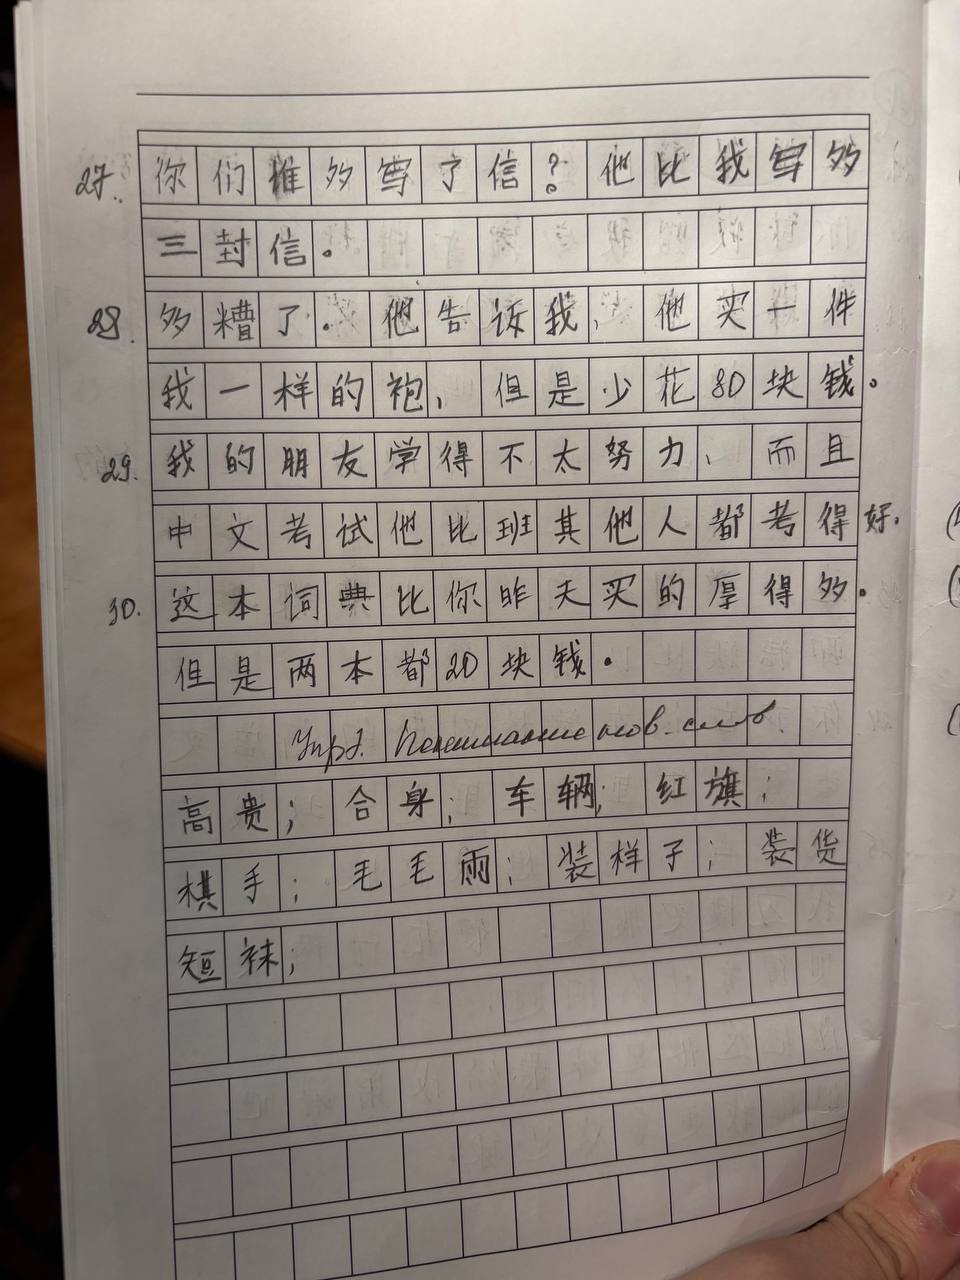 27. 你们谁多写了信？他比我写多
三封信。
28. 多糟了。他告诉我，他买一件
我一样的袍，但是少花80块钱。
29. 我的朋友学得不太努力，而且
中文考试他比班其他人都考得好。
30. 这本词典比你昨天买的厚得多。
但是两本都20块钱。
Упр2. Понимание нов. слов
高贵；合身；车辆；红旗；
棋手；毛毛雨；装样子；装货
短袜；